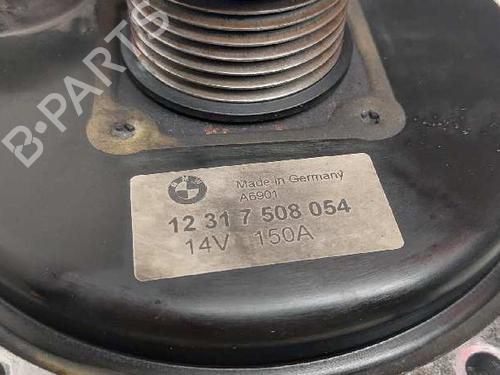 B-PARTS
BMW
Made in Germany
A6901
12 31 7 508 054
14V 150A